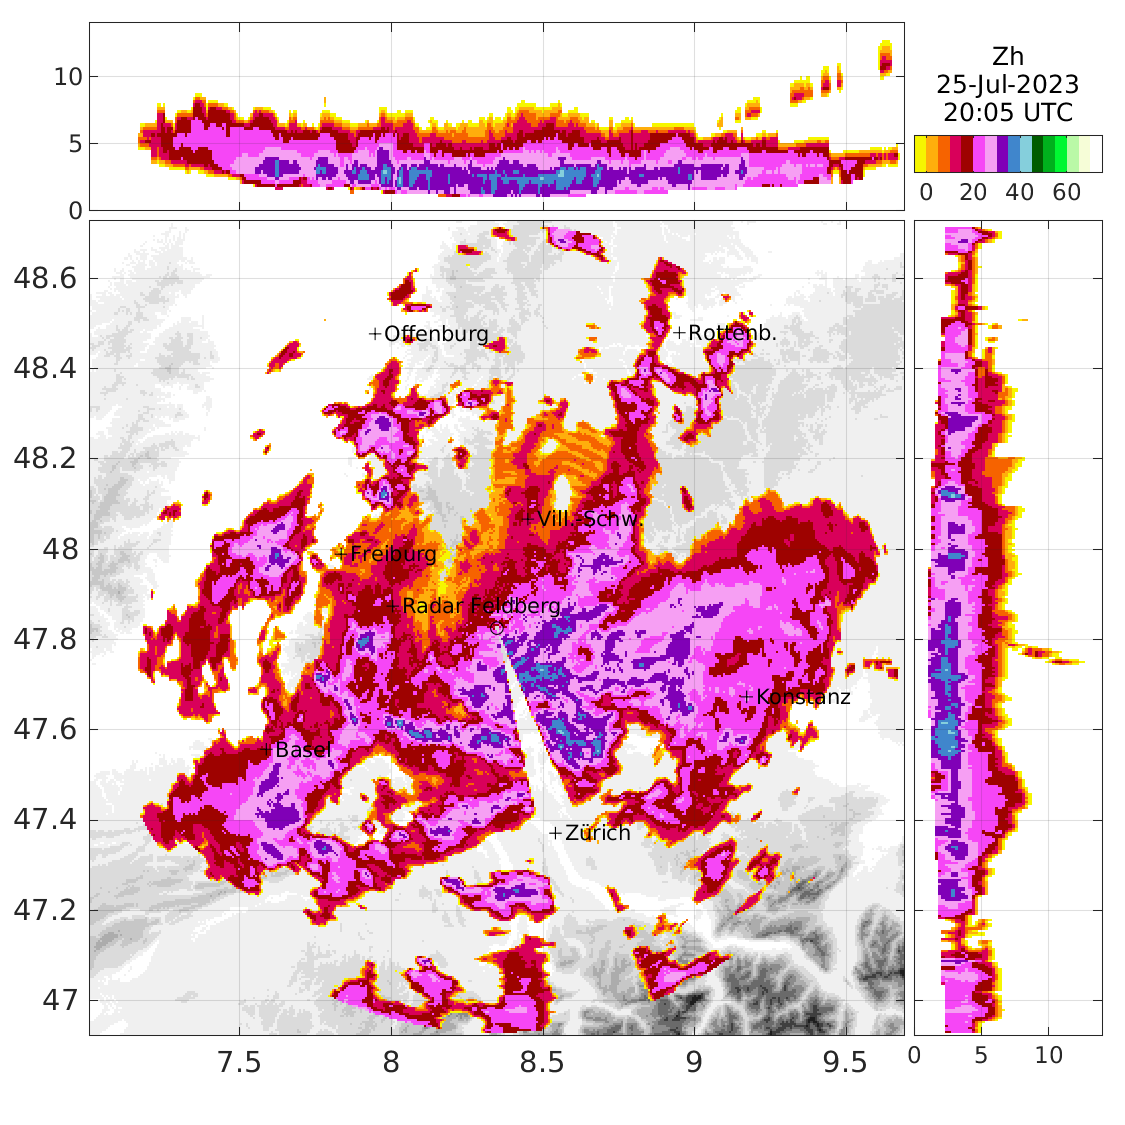 10
5
0
Zh
25-Jul-2023
20:05 UTC
0 20 40 60
48.6
48.4
48.2
48
47.8
47.6
47.4
47.2
47
+Offenburg
+Rottenb.
+Vill.-Schw.
+Freiburg
+Radar Feldberg
+Konstanz
+Basel
+Zürich
7.5 8 8.5 9 9.5
0 5 10